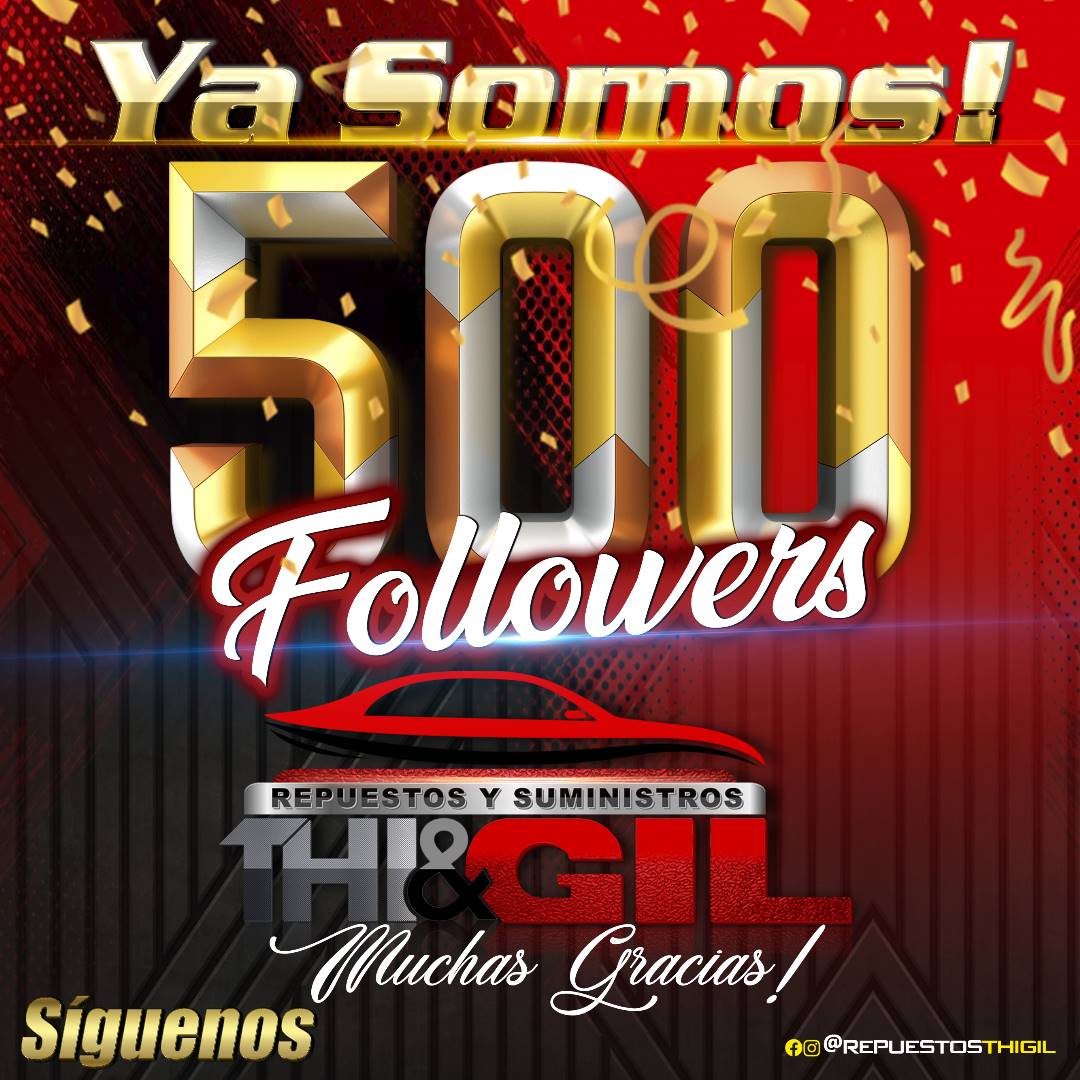 Ya Somos!
500
Followers
REPUESTOS Y SUMINISTROS
THI&GIL
Muchas Gracias!
Síguenos
@REPUESTOSTHIGIL